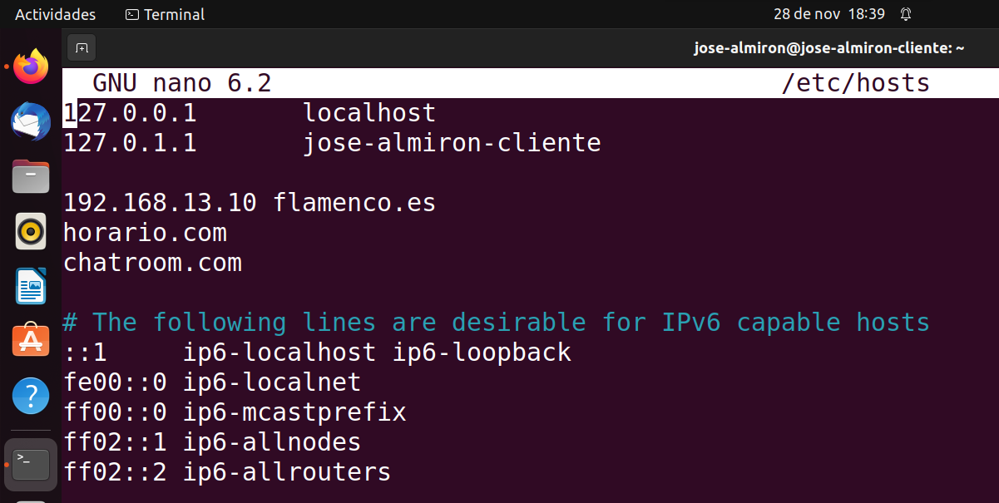 Actividades Terminal 28 de nov 18:39
jose-almiron@jose-almiron-cliente: ~
GNU nano 6.2 /etc/hosts
127.0.0.1 localhost
127.0.1.1 jose-almiron-cliente
192.168.13.10 flamenco.es
horario.com
chatroom.com
# The following lines are desirable for IPv6 capable hosts
::1 ip6-localhost ip6-loopback
fe00::0 ip6-localnet
ff00::0 ip6-mcastprefix
ff02::1 ip6-allnodes
ff02::2 ip6-allrouters